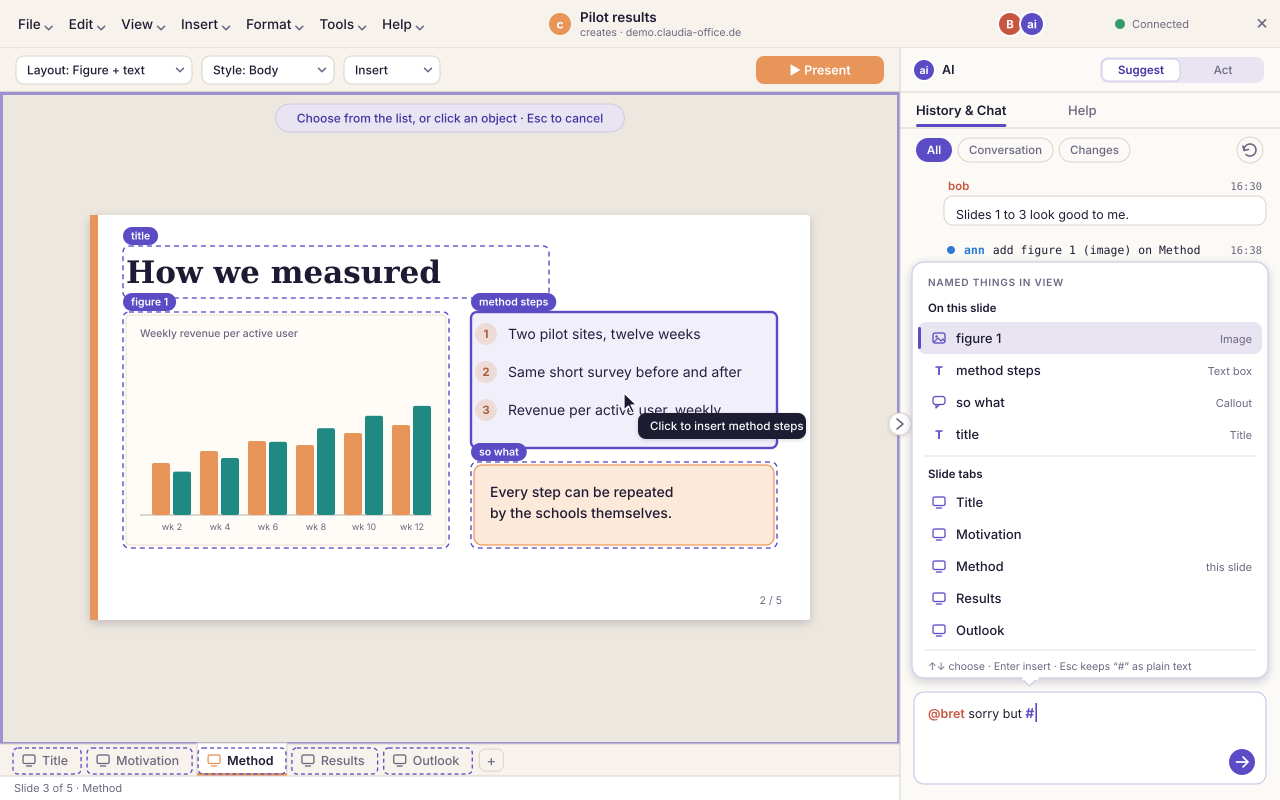 File Edit View Insert Format Tools Help
c
Pilot results
creates · demo.claudia-office.de
B ai
Connected
×
Layout: Figure + text
Style: Body
Insert
▶ Present
ai AI
Suggest Act
Choose from the list, or click an object · Esc to cancel
title
How we measured
figure 1
Weekly revenue per active user
wk 2 wk 4 wk 6 wk 8 wk 10 wk 12
method steps
1 Two pilot sites, twelve weeks
2 Same short survey before and after
3 Revenue per active user, weekly
Click to insert method steps
so what
Every step can be repeated
by the schools themselves.
2 / 5
Title Motivation Method Results Outlook +
Slide 3 of 5 · Method
History & Chat Help
All Conversation Changes
bob 16:30
Slides 1 to 3 look good to me.
ann add figure 1 (image) on Method 16:38
NAMED THINGS IN VIEW
On this slide
figure 1 Image
T method steps Text box
so what Callout
T title Title
Slide tabs
Title
Motivation
Method this slide
Results
Outlook
↑↓ choose · Enter insert · Esc keeps “#” as plain text
@bret sorry but #